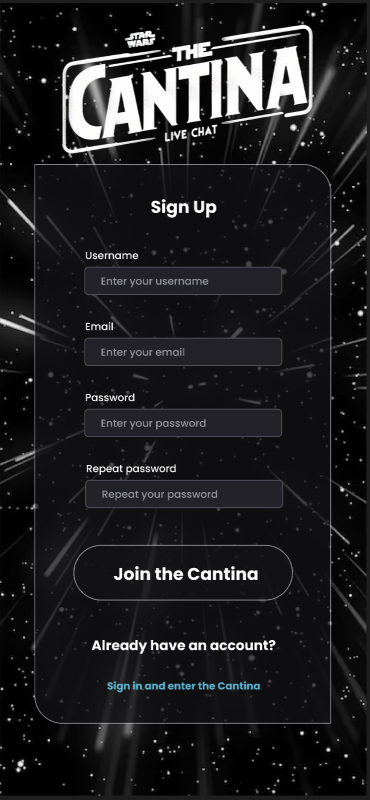 STAR
WARS
THE
CANTINA
LIVE CHAT
Sign Up
Username
Enter your username
Email
Enter your email
Password
Enter your password
Repeat password
Repeat your password
Join the Cantina
Already have an account?
Sign in and enter the Cantina